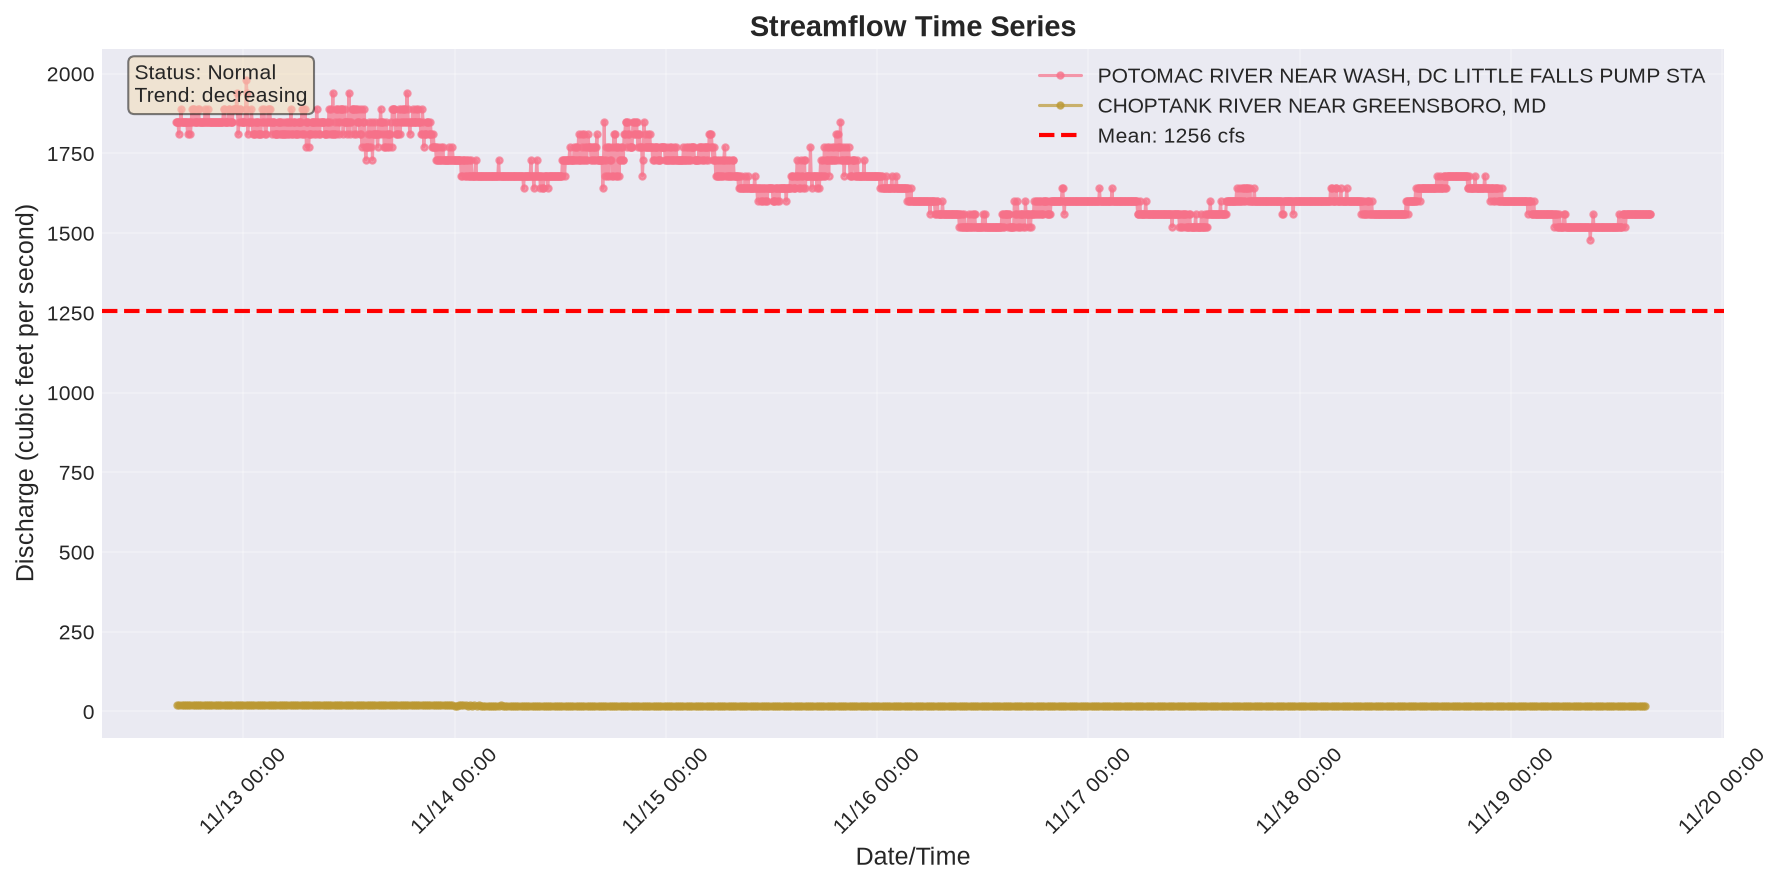 Streamflow Time Series
Status: Normal
Trend: decreasing
POTOMAC RIVER NEAR WASH, DC LITTLE FALLS PUMP STA
CHOPTANK RIVER NEAR GREENSBORO, MD
Mean: 1256 cfs
Discharge (cubic feet per second)
2000
1750
1500
1250
1000
750
500
250
0
11/13 00:00
11/14 00:00
11/15 00:00
11/16 00:00
11/17 00:00
11/18 00:00
11/19 00:00
11/20 00:00
Date/Time